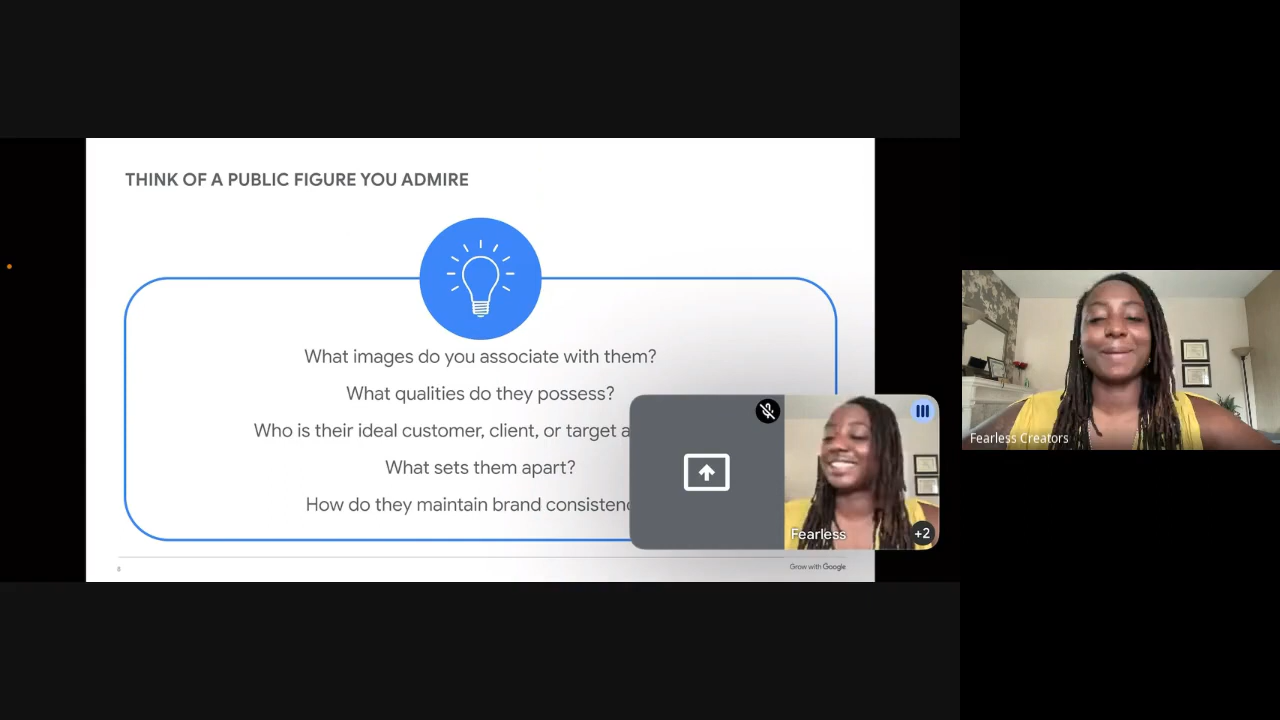 THINK OF A PUBLIC FIGURE YOU ADMIRE
What images do you associate with them?
What qualities do they possess?
Who is their ideal customer, client, or target
What sets them apart?
How do they maintain brand
Fearless
+2
Fearless Creators
Grow with Google